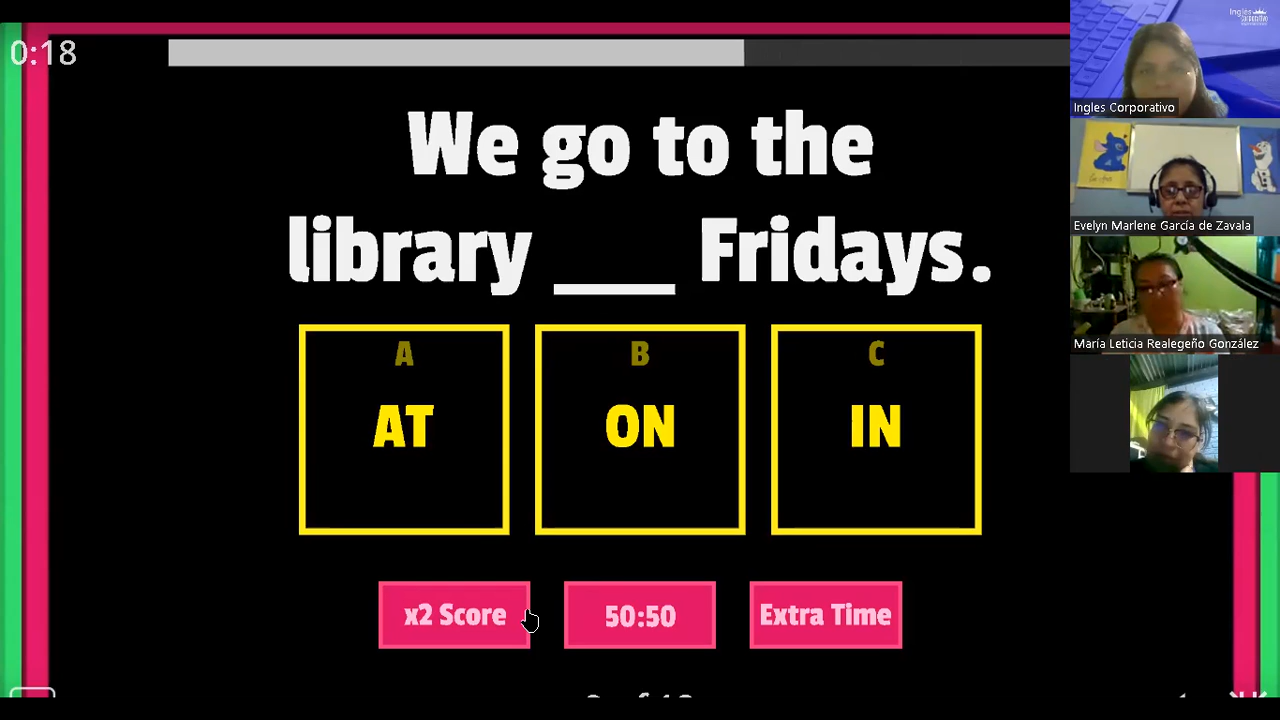 0:18
We go to the
library ___ Fridays.
A
AT
B
ON
C
IN
x2 Score
50:50
Extra Time
Ingles Corporativo
Evelyn Marlene García de Zavala
María Leticia Realegeño González